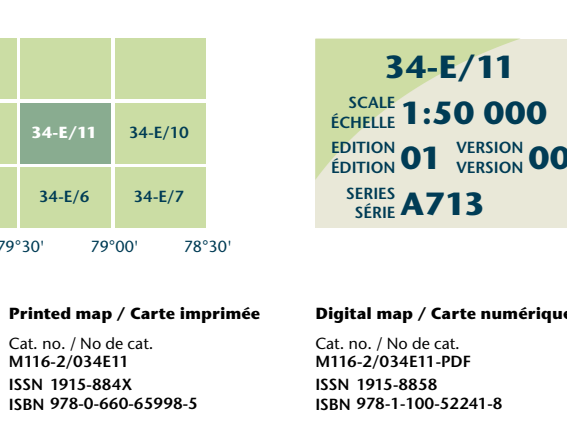 34-E/11 34-E/10
34-E/6 34-E/7
79°30' 79°00' 78°30'
34-E/11
SCALE
ÉCHELLE 1:50 000
EDITION
ÉDITION 01 VERSION
VERSION 00
SERIES
SÉRIE A713
Printed map / Carte imprimée
Cat. no. / No de cat.
M116-2/034E11
ISSN 1915-884X
ISBN 978-0-660-65998-5
Digital map / Carte numérique
Cat. no. / No de cat.
M116-2/034E11-PDF
ISSN 1915-8858
ISBN 978-1-100-52241-8